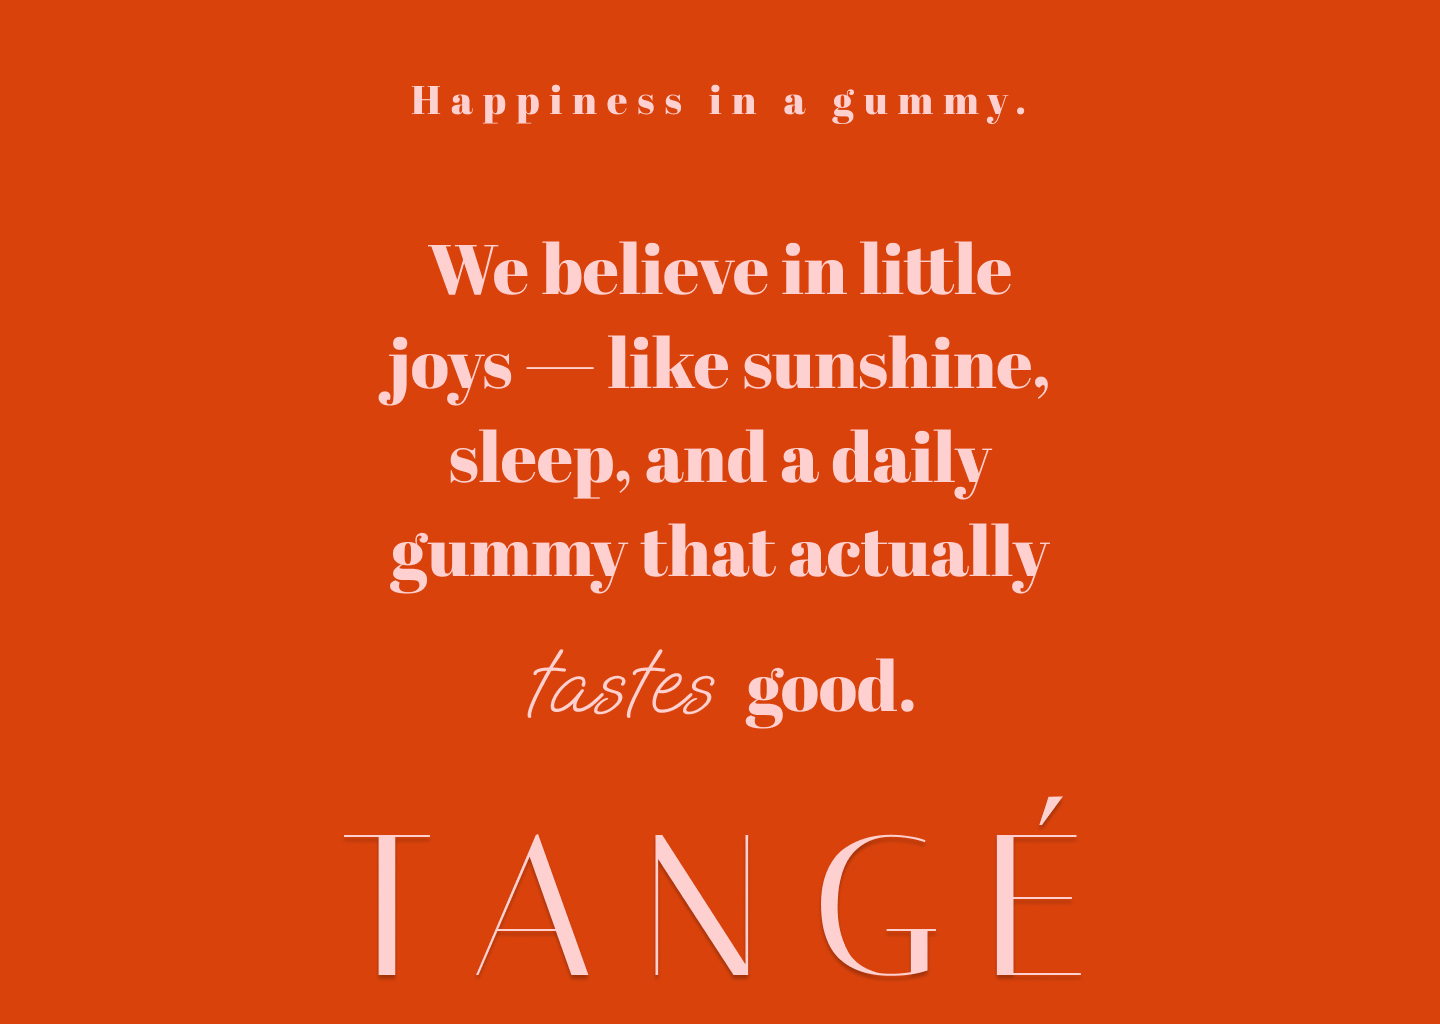 Happiness in a gummy.
We believe in little
joys — like sunshine,
sleep, and a daily
gummy that actually
tastes good.
TANGÉ